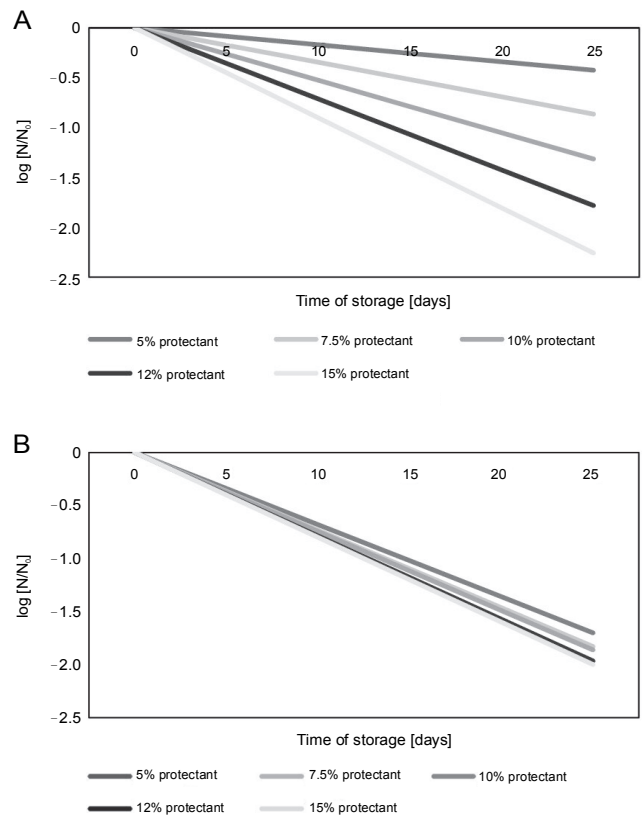 A
0
0 5 10 15 20 25
−0.5
−1.0
−1.5
−2.0
−2.5
log [N/N₀]
Time of storage [days]
5% protectant 7.5% protectant 10% protectant
12% protectant 15% protectant
B
0
0 5 10 15 20 25
−0.5
−1.0
−1.5
−2.0
−2.5
log [N/N₀]
Time of storage [days]
5% protectant 7.5% protectant 10% protectant
12% protectant 15% protectant